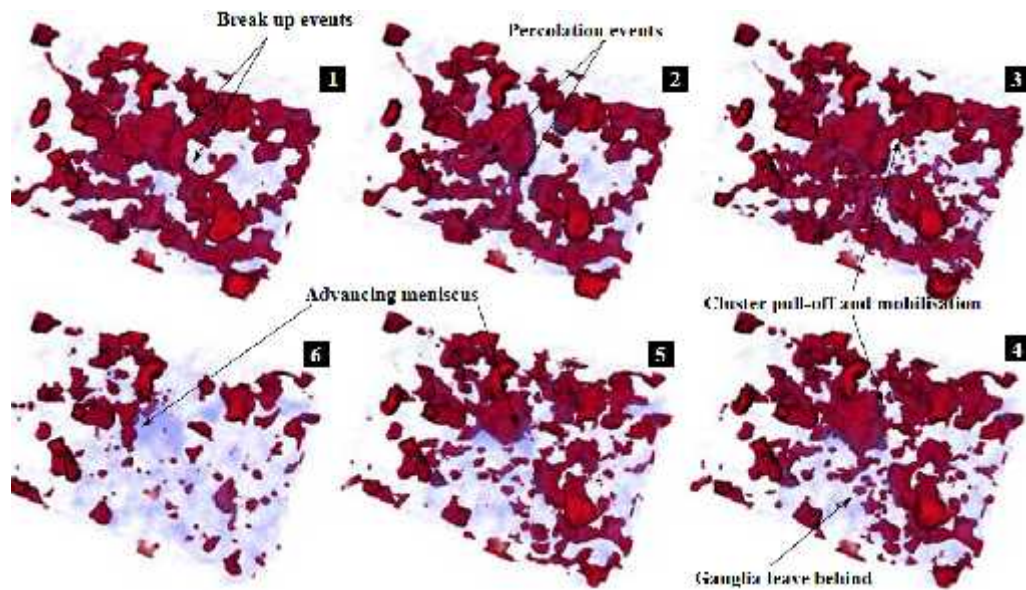 Break up events
Percolation events
1
2
3
Cluster pull-off and mobilisation
Advancing meniscus
6
5
4
Ganglia leave behind